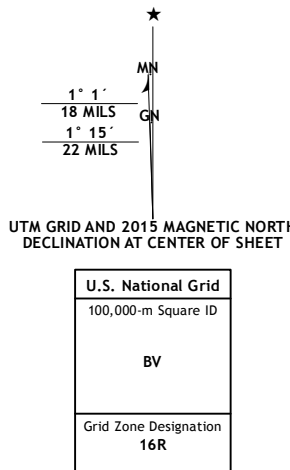 ★
MN
1° 1´
18 MILS
GN
1° 15´
22 MILS
UTM GRID AND 2015 MAGNETIC NORTH
DECLINATION AT CENTER OF SHEET
U.S. National Grid
100,000-m Square ID
BV
Grid Zone Designation
16R